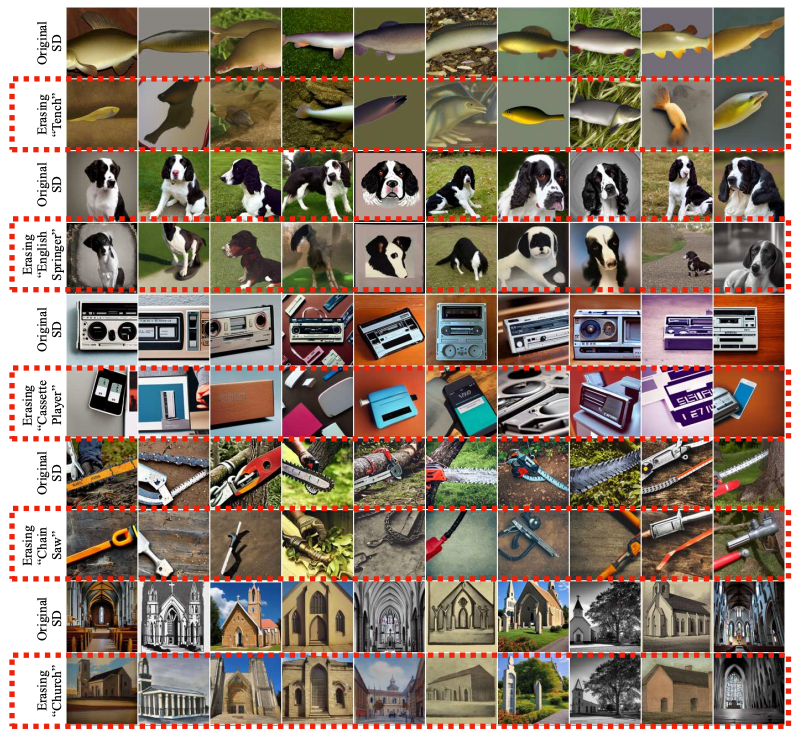 Original
SD
Erasing
“Tench”
Original
SD
Erasing
“English
Springer”
Original
SD
Erasing
“Cassette
Player”
Original
SD
Erasing
“Chain
Saw”
Original
SD
Erasing
“Church”